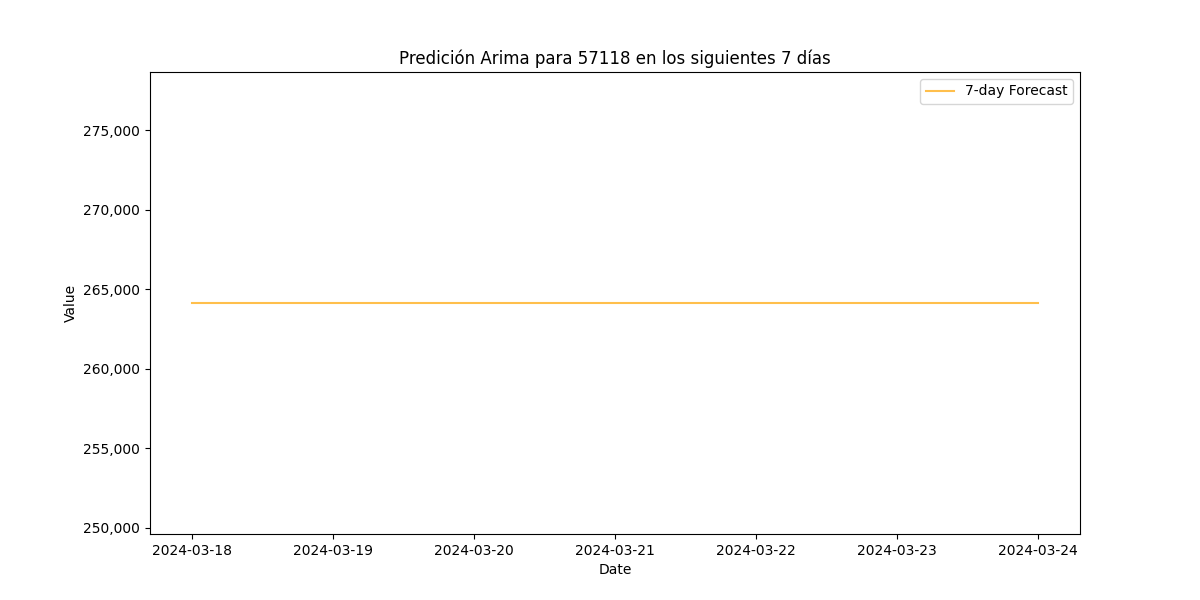 Predición Arima para 57118 en los siguientes 7 días
7-day Forecast
275,000
270,000
265,000
260,000
255,000
250,000
Value
2024-03-18 2024-03-19 2024-03-20 2024-03-21 2024-03-22 2024-03-23 2024-03-24
Date